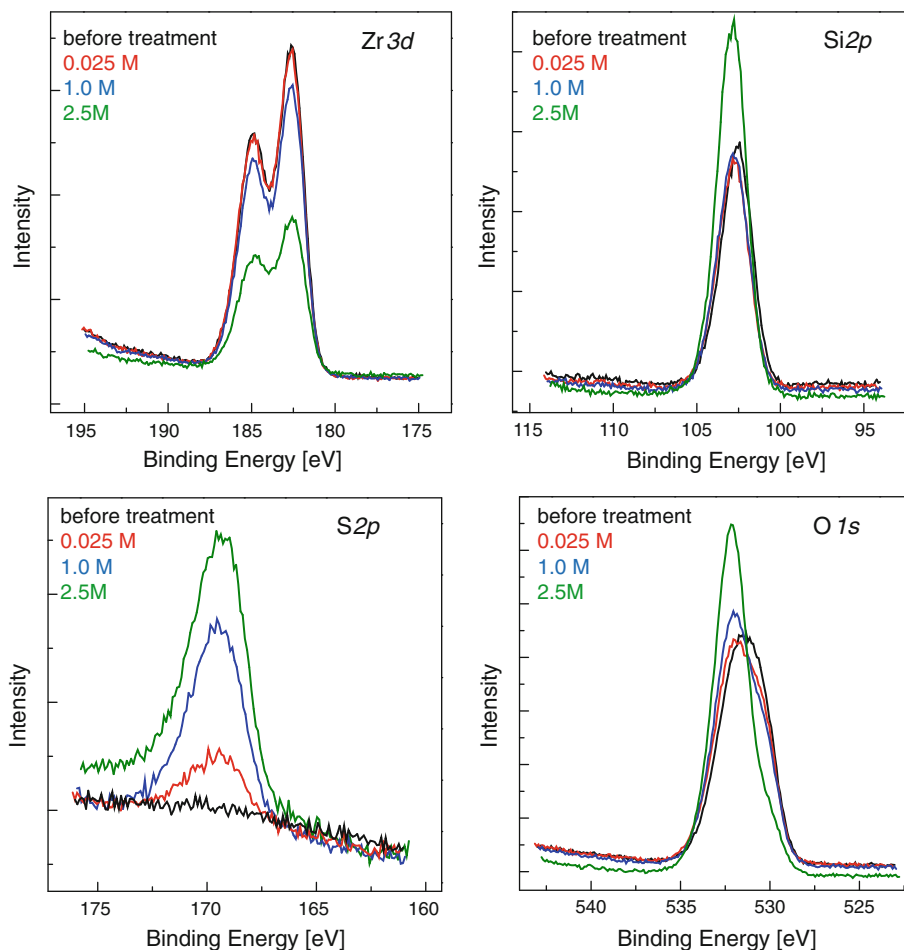 before treatment
0.025 M
1.0 M
2.5M
Zr 3d
Intensity
195 190 185 180 175
Binding Energy [eV]
before treatment
0.025 M
1.0 M
2.5M
Si2p
Intensity
115 110 105 100 95
Binding Energy [eV]
before treatment
0.025 M
1.0 M
2.5M
S2p
Intensity
175 170 165 160
Binding Energy [eV]
before treatment
0.025 M
1.0 M
2.5M
O 1s
Intensity
540 535 530 525
Binding Energy [eV]